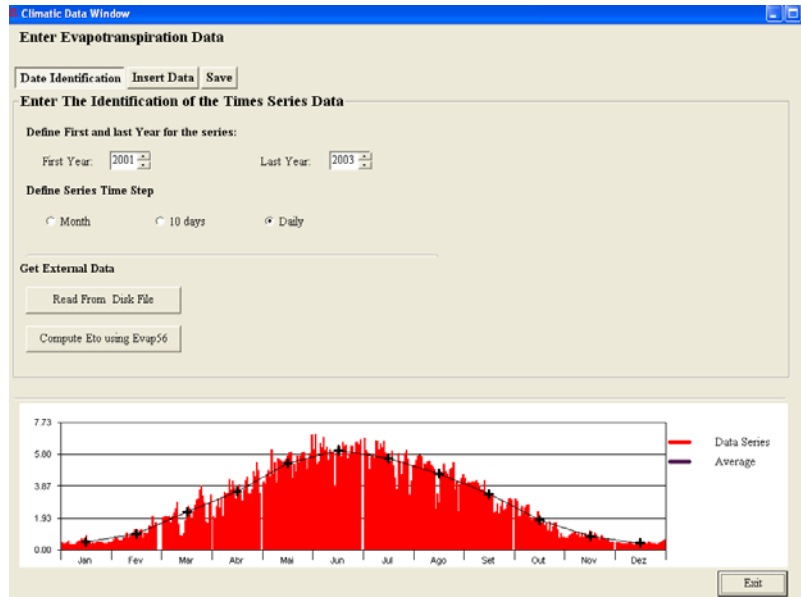 Climatic Data Window
Enter Evapotranspiration Data
Date Identification Insert Data Save
Enter The Identification of the Times Series Data
Define First and last Year for the series:
First Year: 2001 Last Year: 2003
Define Series Time Step
Month 10 days Daily
Get External Data
Read From Disk File
Compute Eto using Evap56
7.73
5.80
3.87
1.93
0.00
Jan Fev Mar Abr Mai Jun Jul Ago Set Out Nov Dez
Data Series
Average
Exit